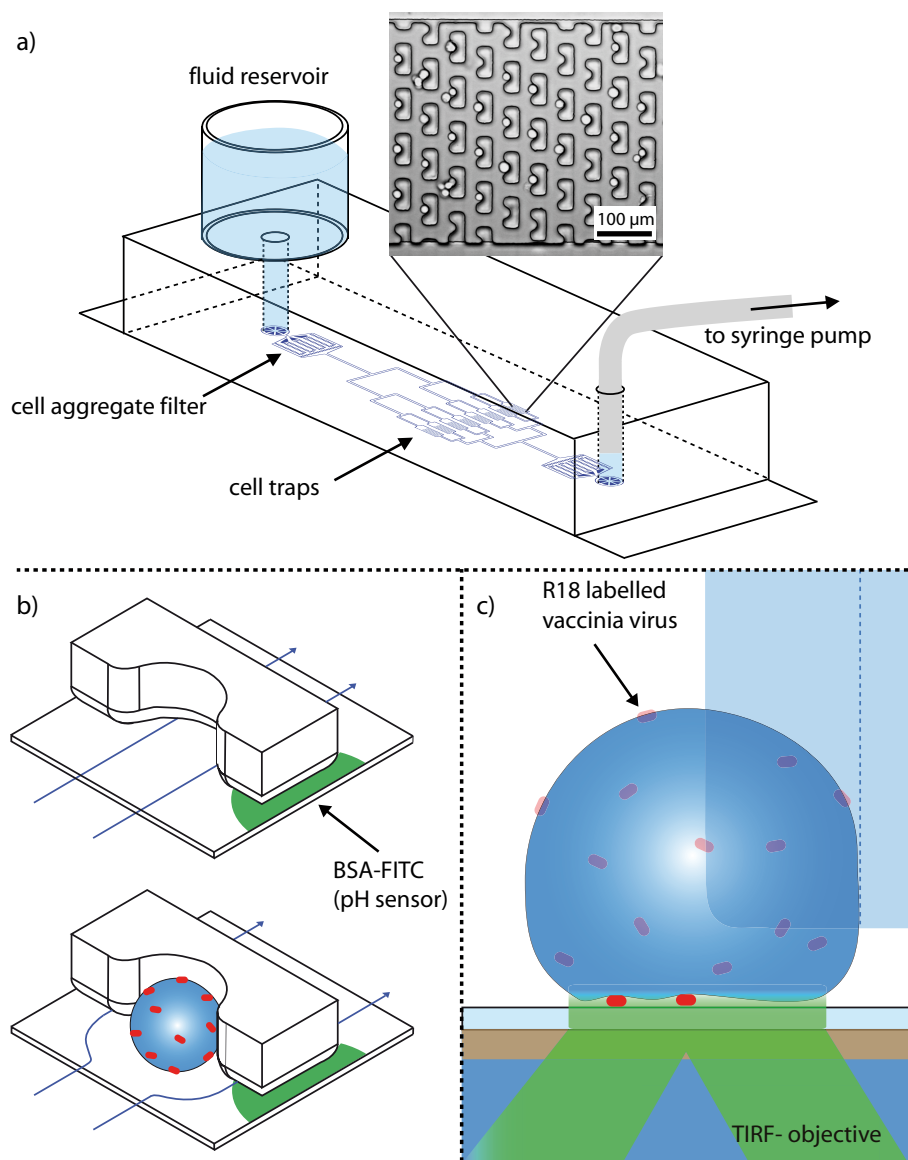 a)
fluid reservoir
100 µm
to syringe pump
cell aggregate filter
cell traps
b)
BSA-FITC
(pH sensor)
c)
R18 labelled
vaccinia virus
TIRF- objective